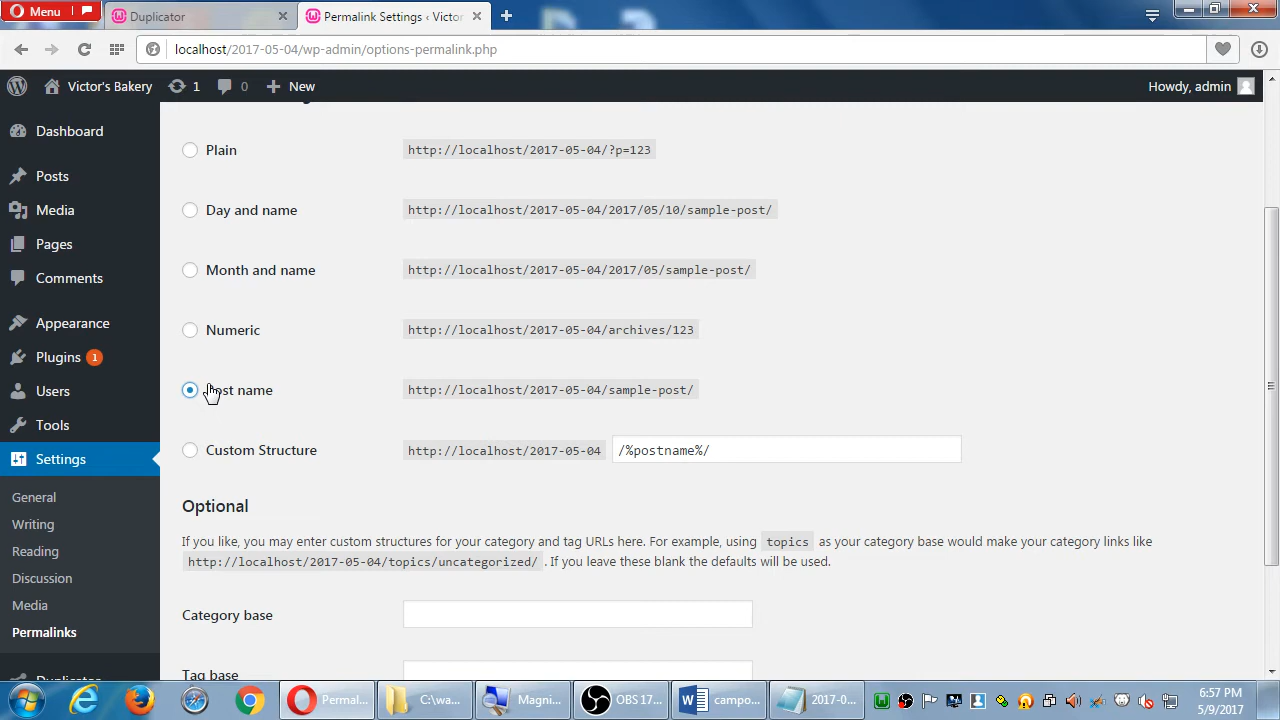 Menu
Duplicator
Permalink Settings ‹ Victor
localhost/2017-05-04/wp-admin/options-permalink.php
Victor's Bakery 1 0 New
Howdy, admin
Dashboard
Posts
Media
Pages
Comments
Appearance
Plugins 1
Users
Tools
Settings
General
Writing
Reading
Discussion
Media
Permalinks
Plain http://localhost/2017-05-04/?p=123
Day and name http://localhost/2017-05-04/2017/05/10/sample-post/
Month and name http://localhost/2017-05-04/2017/05/sample-post/
Numeric http://localhost/2017-05-04/archives/123
Post name http://localhost/2017-05-04/sample-post/
Custom Structure http://localhost/2017-05-04 /%postname%/
Optional
If you like, you may enter custom structures for your category and tag URLs here. For example, using topics as your category base would make your category links like
http://localhost/2017-05-04/topics/uncategorized/ . If you leave these blank the defaults will be used.
Category base
Tag base
Permal...
C:\wa...
Magni...
OBS 17...
campo...
2017-0...
6:57 PM
5/9/2017